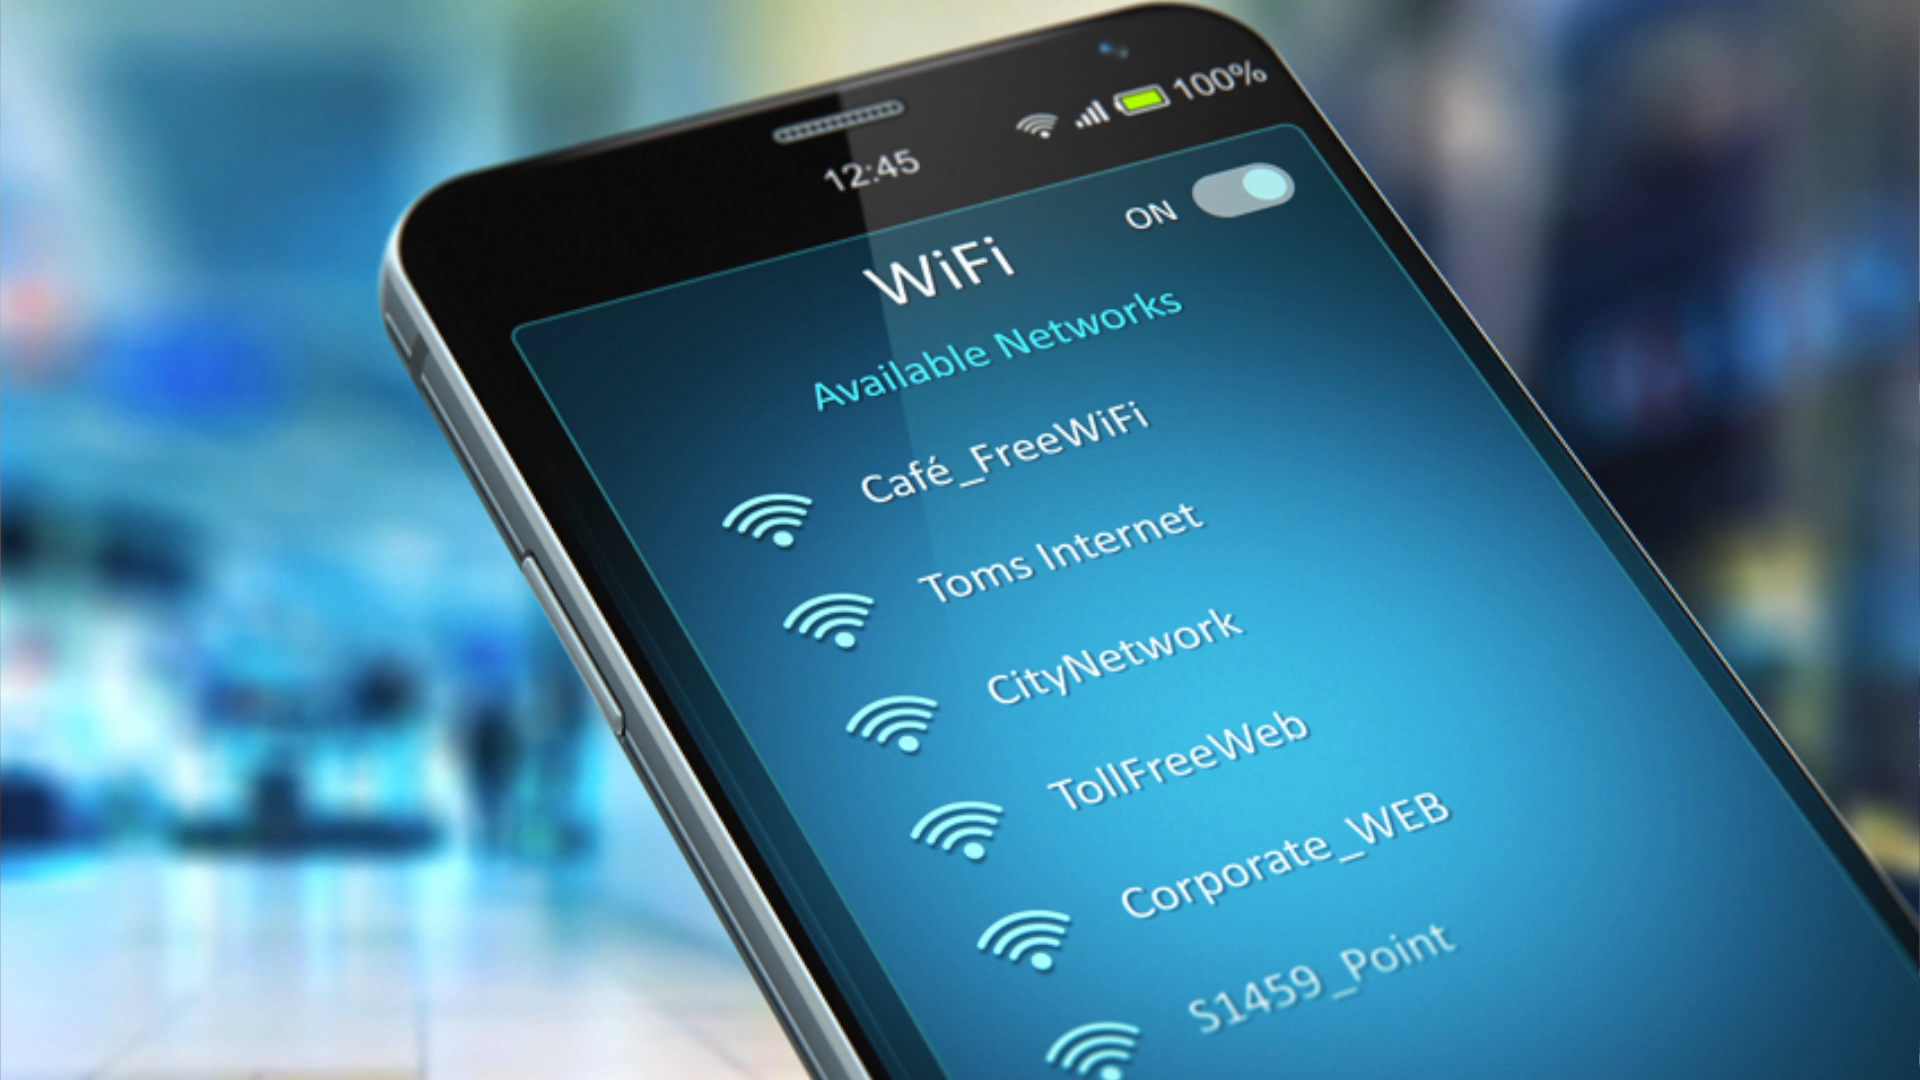 12:45 100%
ON
WiFi
Available Networks
Café_FreeWiFi
Toms Internet
CityNetwork
TollFreeWeb
Corporate_WEB
S1459_Point